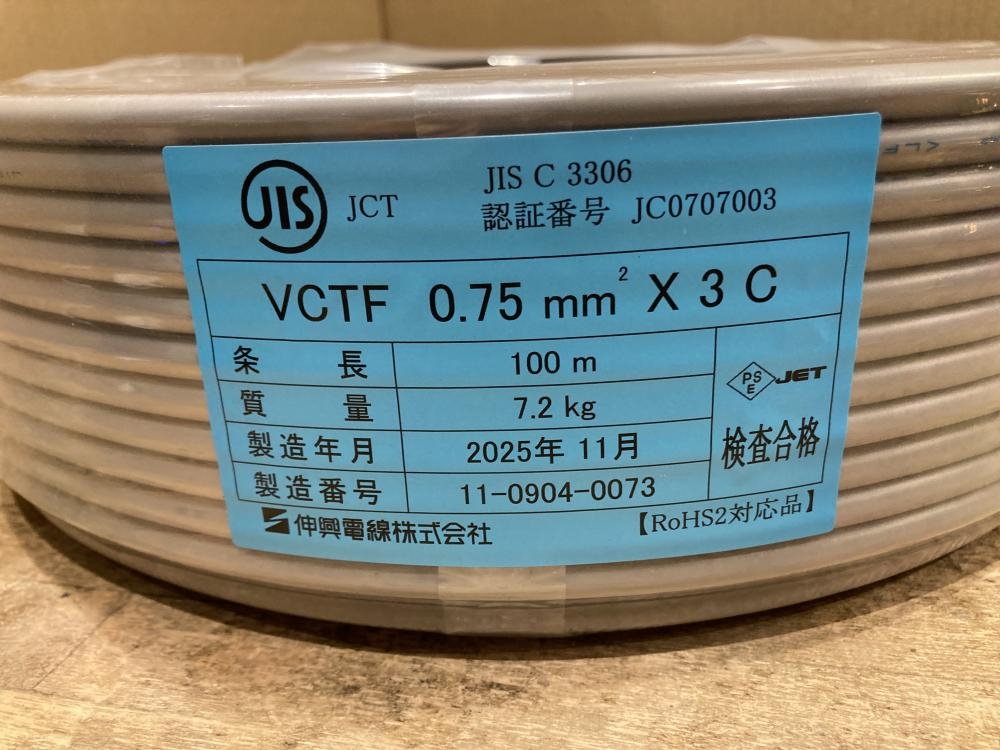 JIS JCT JIS C 3306
認証番号 JC0707003
VCTF 0.75 mm² X 3 C
条長 100 m
質量 7.2 kg
製造年月 2025年 11月
製造番号 11-0904-0073
PS E JET
検査合格
伸興電線株式会社
【RoHS2対応品】